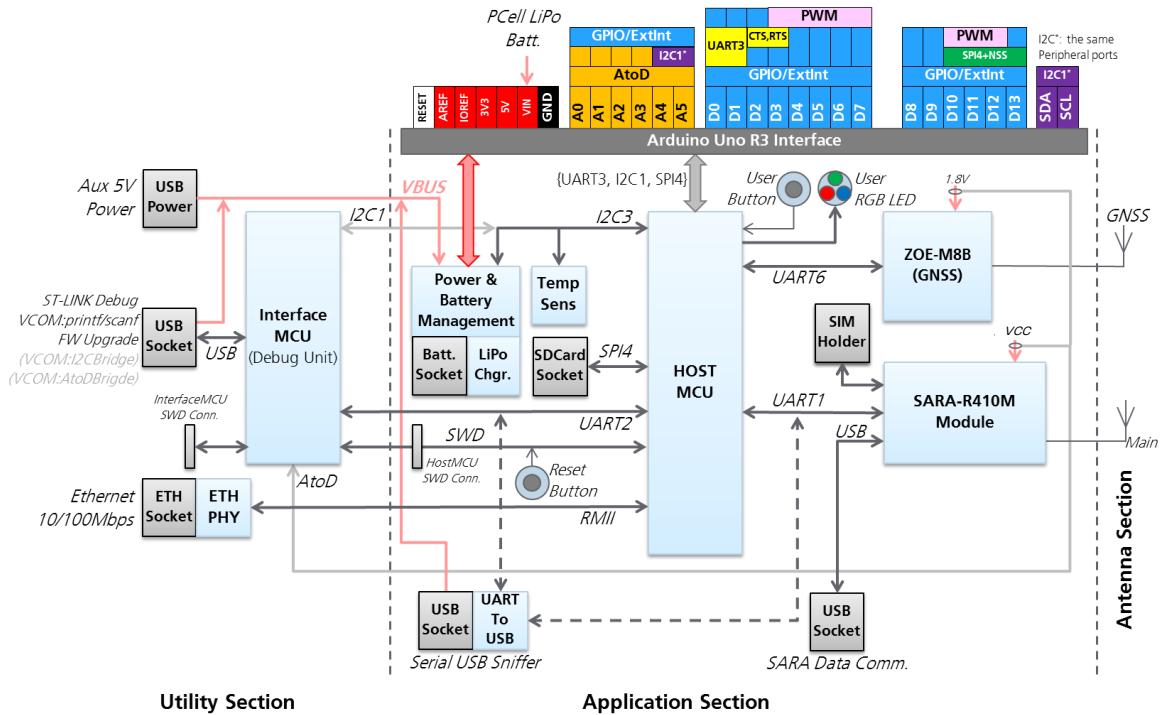 PCell LiPo
Batt.
GPIO/ExtInt
I2C1*
AtoD
PWM
UART3
CTS,RTS
GPIO/ExtInt
PWM
SPI4+NSS
GPIO/ExtInt
I2C*: the same
Peripheral ports
I2C1*
RESET
AREF
IOREF
3V3
5V
VIN
GND
A0
A1
A2
A3
A4
A5
D0
D1
D2
D3
D4
D5
D6
D7
D8
D9
D10
D11
D12
D13
SDA
SCL
Arduino Uno R3 Interface
Aux 5V
Power
USB
Power
VBUS
{UART3, I2C1, SPI4}
User
Button
User
RGB LED
1.8V
GNSS
I2C1
I2C3
UART6
ZOE-M8B
(GNSS)
Power &
Battery
Management
Temp
Sens
ST-LINK Debug
VCOM:printf/scanf
FW Upgrade
(VCOM:I2CBridge)
(VCOM:AtoDBrigde)
USB
Socket
USB
Interface
MCU
(Debug Unit)
Batt.
Socket
LiPo
Chgr.
SDCard
Socket
SPI4
HOST
MCU
SIM
Holder
VCC
UART1
USB
SARA-R410M
Module
Main
InterfaceMCU
SWD Conn.
UART2
SWD
HostMCU
SWD Conn.
Reset
Button
AtoD
Ethernet
10/100Mbps
ETH
Socket
ETH
PHY
RMII
USB
Socket
UART
To
USB
Serial USB Sniffer
USB
Socket
SARA Data Comm.
Antenna Section
Utility Section
Application Section